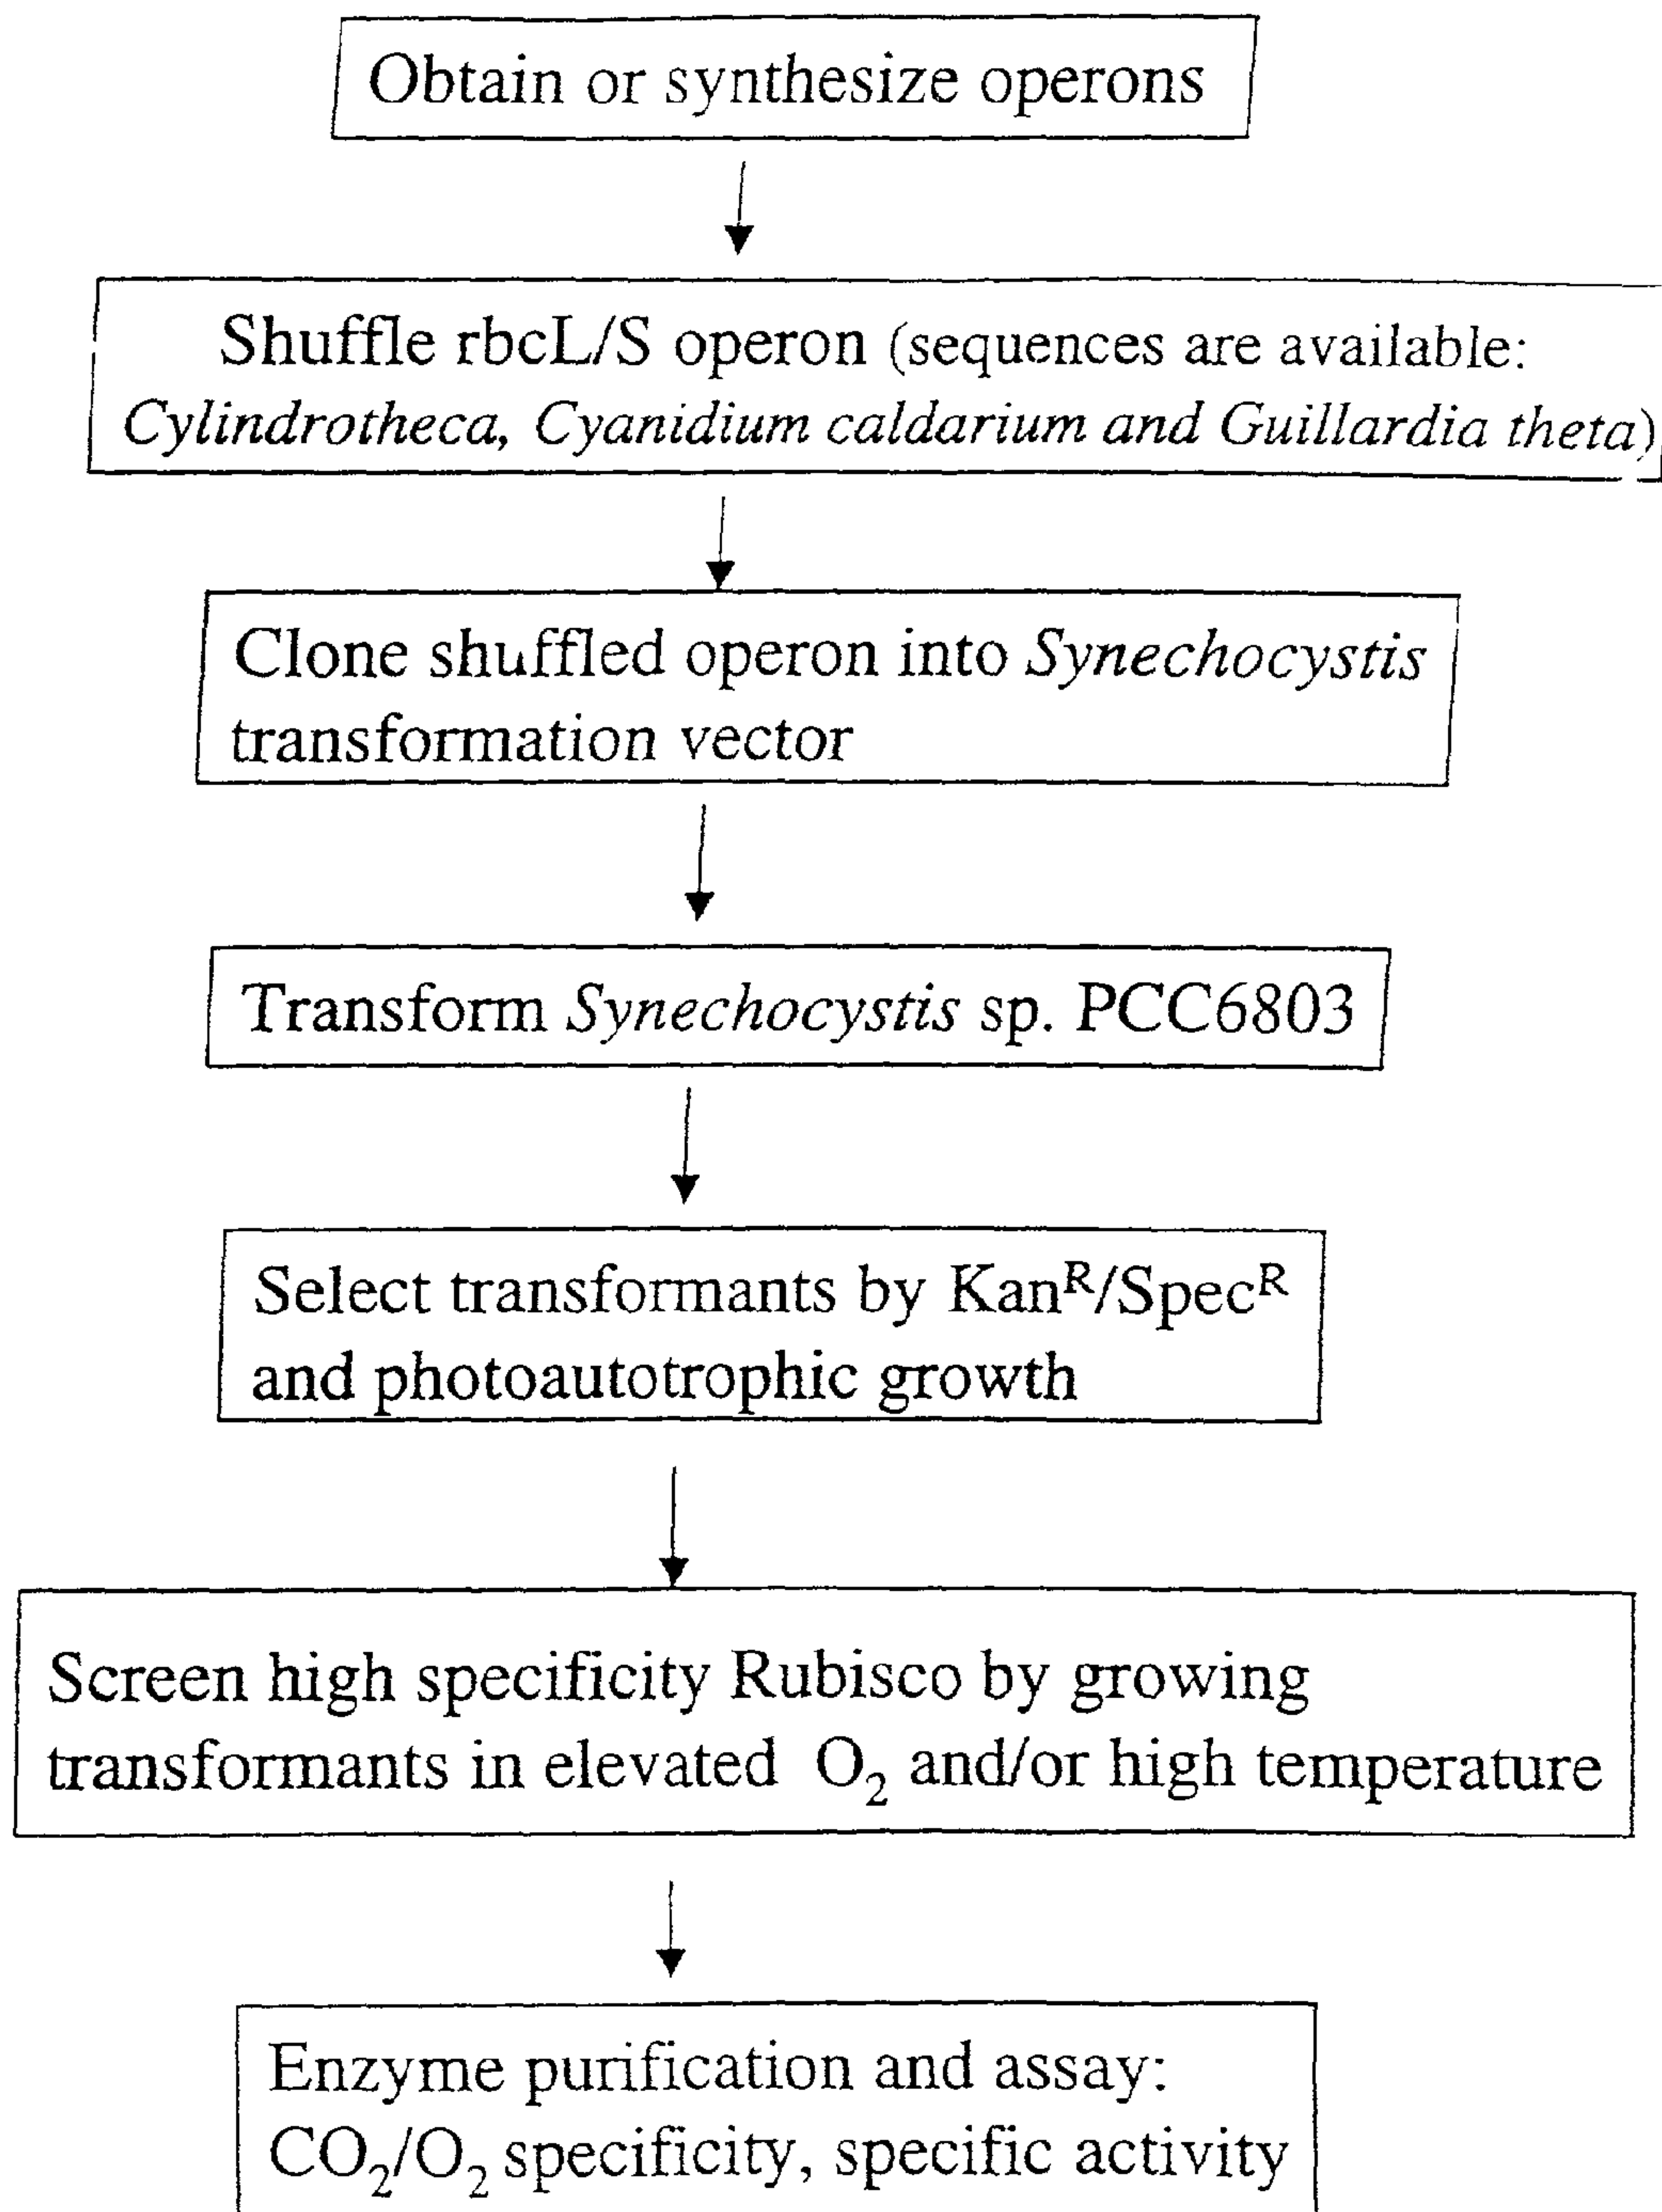 Obtain or synthesize operons
Shuffle rbcL/S operon (sequences are available:
Cylindrotheca, Cyanidium caldarium and Guillardia theta)
Clone shuffled operon into Synechocystis
transformation vector
Transform Synechocystis sp. PCC6803
Select transformants by Kanᴿ/Specᴿ
and photoautotrophic growth
Screen high specificity Rubisco by growing
transformants in elevated O₂ and/or high temperature
Enzyme purification and assay:
CO₂/O₂ specificity, specific activity